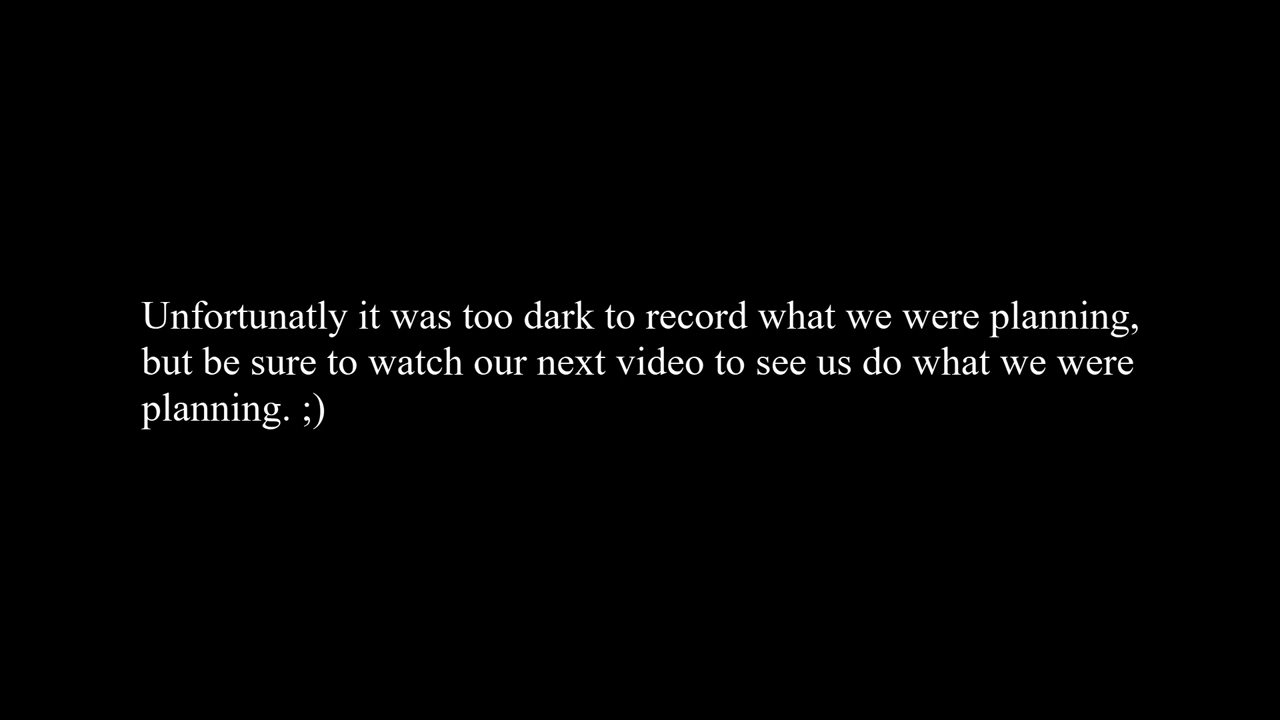 Unfortunatly it was too dark to record what we were planning,
but be sure to watch our next video to see us do what we were
planning. ;)